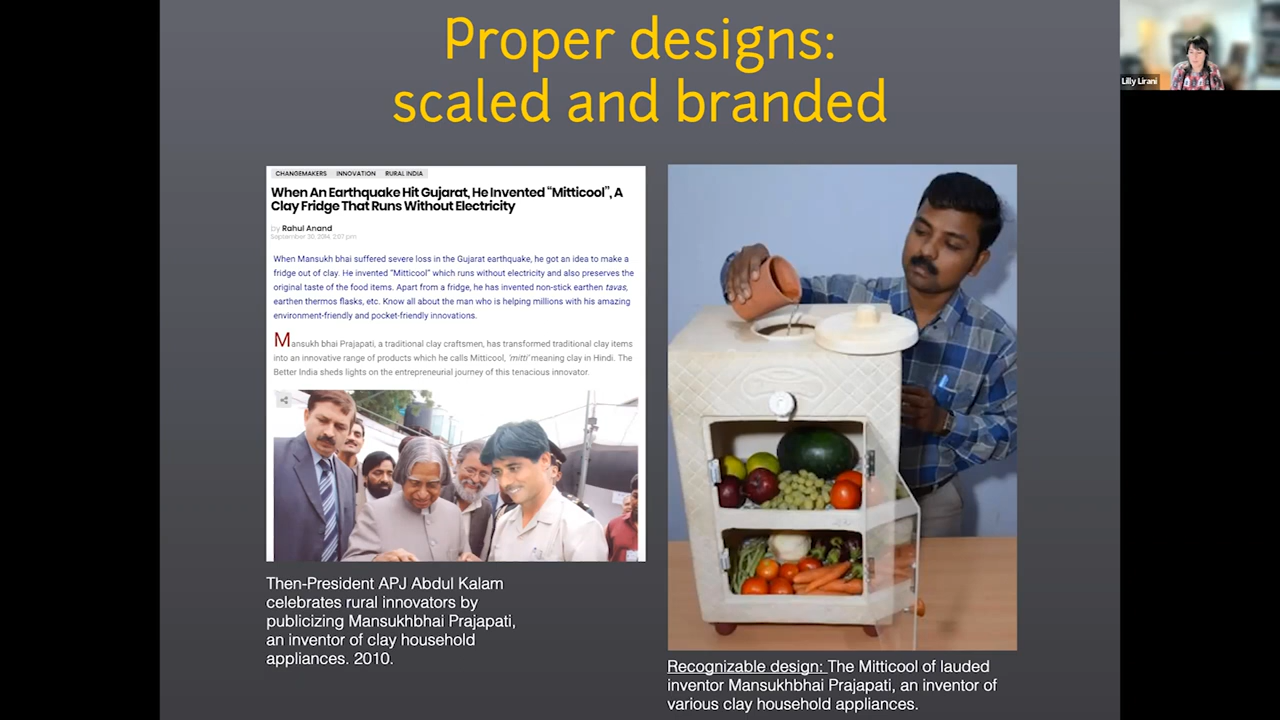 Proper designs:
scaled and branded
Lilly Lirani
CHANGEMAKERS INNOVATION RURAL INDIA
When An Earthquake Hit Gujarat, He Invented “Mitticool”, A
Clay Fridge That Runs Without Electricity
by Rahul Anand
September 30, 2014, 2:07 pm
When Mansukh bhai suffered severe loss in the Gujarat earthquake, he got an idea to make a
fridge out of clay. He invented “Mitticool” which runs without electricity and also preserves the
original taste of the food items. Apart from a fridge, he has invented non-stick earthen tavas,
earthen thermos flasks, etc. Know all about the man who is helping millions with his amazing
environment-friendly and pocket-friendly innovations.
Mansukh bhai Prajapati, a traditional clay craftsmen, has transformed traditional clay items
into an innovative range of products which he calls Mitticool, ‘mitti’ meaning clay in Hindi. The
Better India sheds lights on the entrepreneurial journey of this tenacious innovator.
Then-President APJ Abdul Kalam
celebrates rural innovators by
publicizing Mansukhbhai Prajapati,
an inventor of clay household
appliances. 2010.
Recognizable design: The Mitticool of lauded
inventor Mansukhbhai Prajapati, an inventor of
various clay household appliances.